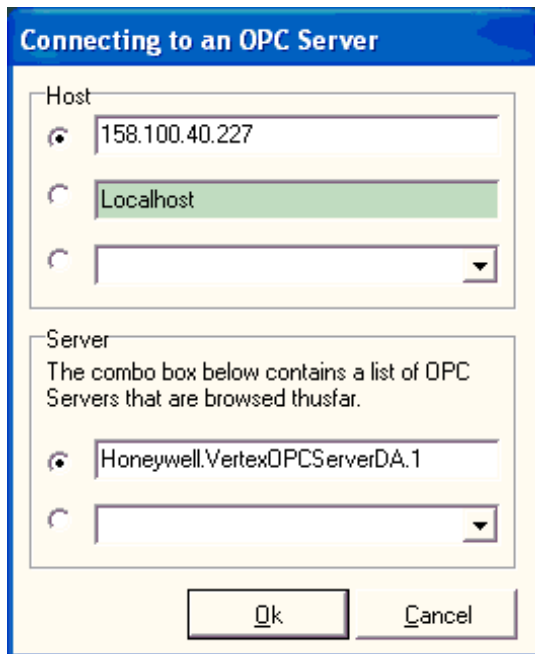 Connecting to an OPC Server
Host
158.100.40.227
Localhost
Server
The combo box below contains a list of OPC
Servers that are browsed thusfar.
Honeywell.VertexOPCServerDA.1
Ok
Cancel